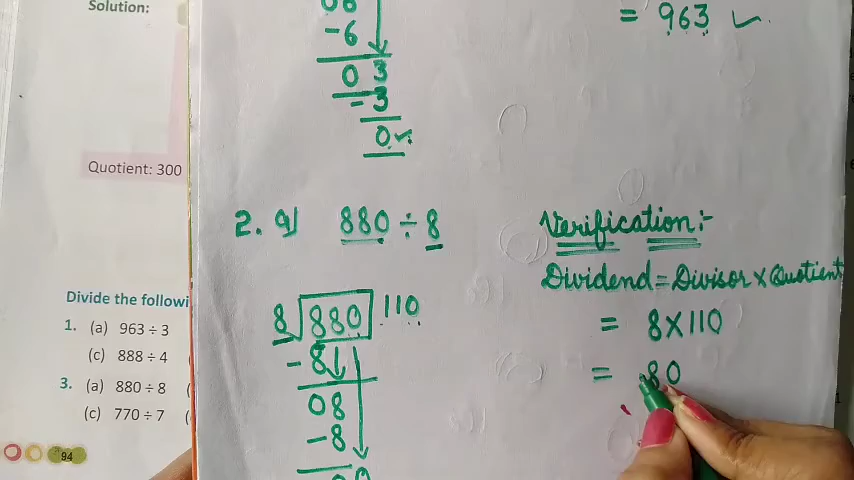 Solution:
06
-6
03
-3
0
= 963
Quotient: 300
2. a) 880 ÷ 8
Verification:-
Dividend = Divisor × Quotient
8 880 110
= 8 × 110
-8
= 80
08
-8
Divide the followi
1. (a) 963 ÷ 3
(c) 888 ÷ 4
3. (a) 880 ÷ 8
(c) 770 ÷ 7
94